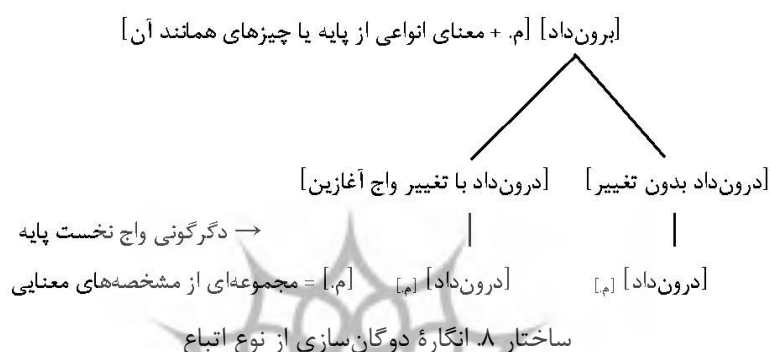 [برون‌داد] [م. + معنای انواعی از پایه یا چیزهای همانند آن]
[درون‌داد بدون تغییر] [درون‌داد با تغییر واج آغازین]
→ دگرگونی واج نخست پایه
[درون‌داد] [م.] [درون‌داد] [م.] [م.] = مجموعه‌ای از مشخصه‌های معنایی
ساختار ۸. انگارهٔ دوگان‌سازی از نوع اتباع